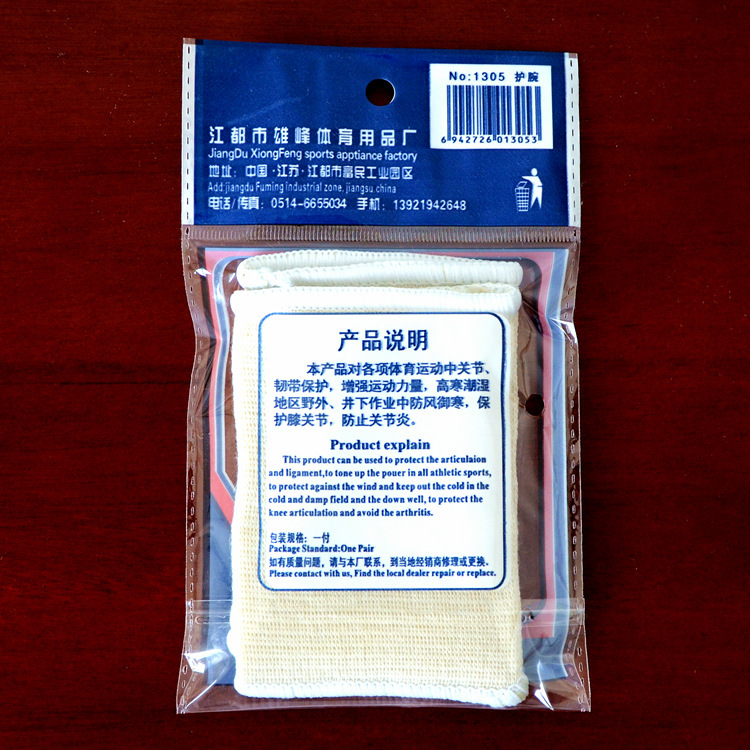 No:1305 护腕
6 942726 013053
江都市雄峰体育用品厂
JiangDu XiongFeng sports apptiance factory
地址: 中国·江苏·江都市富民工业园区
Add:jiangdu Fuming industrial zone, jiangsu.china
电话/传真: 0514-6655034 手机: 13921942648
产品说明
本产品对各项体育运动中关节、
韧带保护，增强运动力量，高寒潮湿
地区野外、井下作业中防风御寒，保
护膝关节，防止关节炎。
Product explain
This product can be used to protect the articulaion
and ligament,to tone up the pouer in all athletic sports,
to protect against the wind and keep out the cold in the
cold and damp field and the down well, to protect the
knee articulation and avoid the arthritis.
包装规格：一付
Package Standard:One Pair
如有质量问题，请与本厂联系，到当地经销商修理或更换。
Please contact with us, Find the local dealer repair or replace.